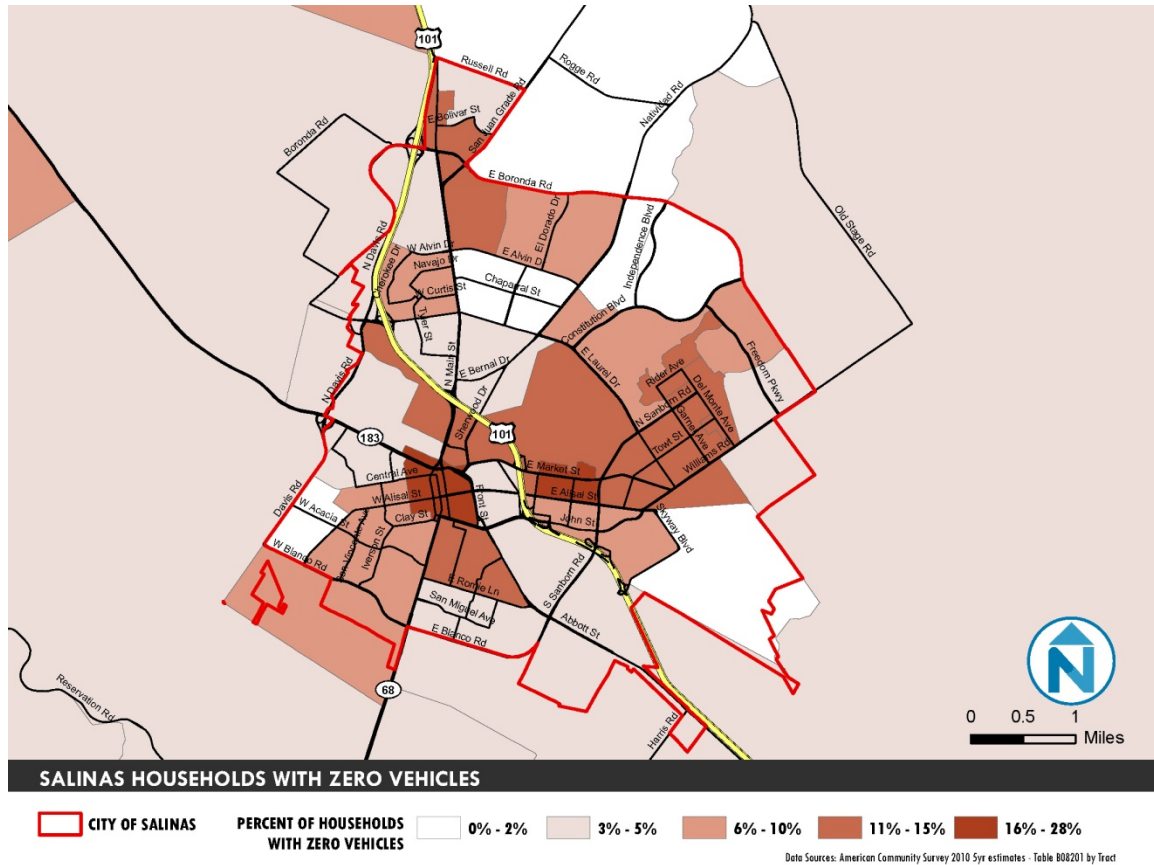 101
Russell Rd
Rogge Rd
San Juan Grade Rd
Natividad Rd
E Bolivar St
Boronda Rd
E Boronda Rd
Old Stage Rd
Independence Blvd
El Dorado Dr
N Davis Rd
W Alvin Dr
E Alvin D
Cherokee Dr
Navajo Dr
Chaparral St
W Curtis St
Constitution Blvd
Tyler St
E Laurel Dr
Freedom Pkwy
N Main St
E Bernal Dr
Rider Ave
N Davis Rd
Del Monte Ave
N Sanborn Rd
Sherwood Dr
Garner Ave
101
183
Towt St
Williams Rd
E Market St
Central Ave
W Alisal St
E Alisal St
Front St
Davis Rd
W Acacia St
Clay St
John St
Skyway Blvd
San Vincente Ave
Iverson St
W Blanco Rd
E Romie Ln
S Sanborn Rd
San Miguel Ave
Abbott St
E Blanco Rd
68
Reservation Rd
Harris Rd
N
0 0.5 1
Miles
SALINAS HOUSEHOLDS WITH ZERO VEHICLES
CITY OF SALINAS
PERCENT OF HOUSEHOLDS
WITH ZERO VEHICLES
0% - 2%
3% - 5%
6% - 10%
11% - 15%
16% - 28%
Data Sources: American Community Survey 2010 5yr estimates - Table B08201 by Tract